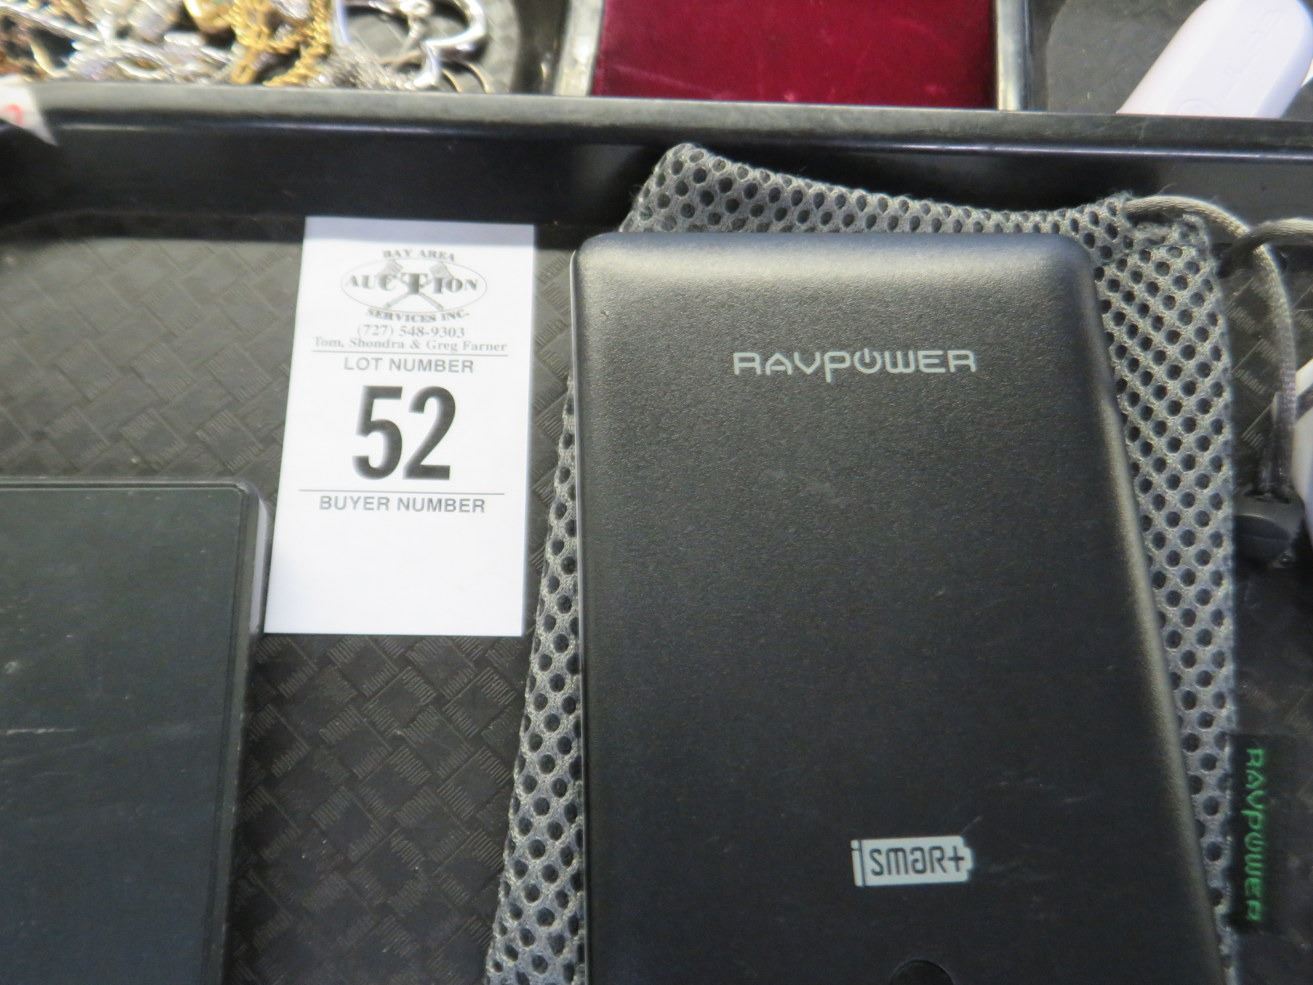 BAY AREA
AUCTION
SERVICES INC.
(727) 548-9303
Tom, Shondra & Greg Farner
LOT NUMBER
52
BUYER NUMBER
RAVPOWER
iSMART
RAVPOWER